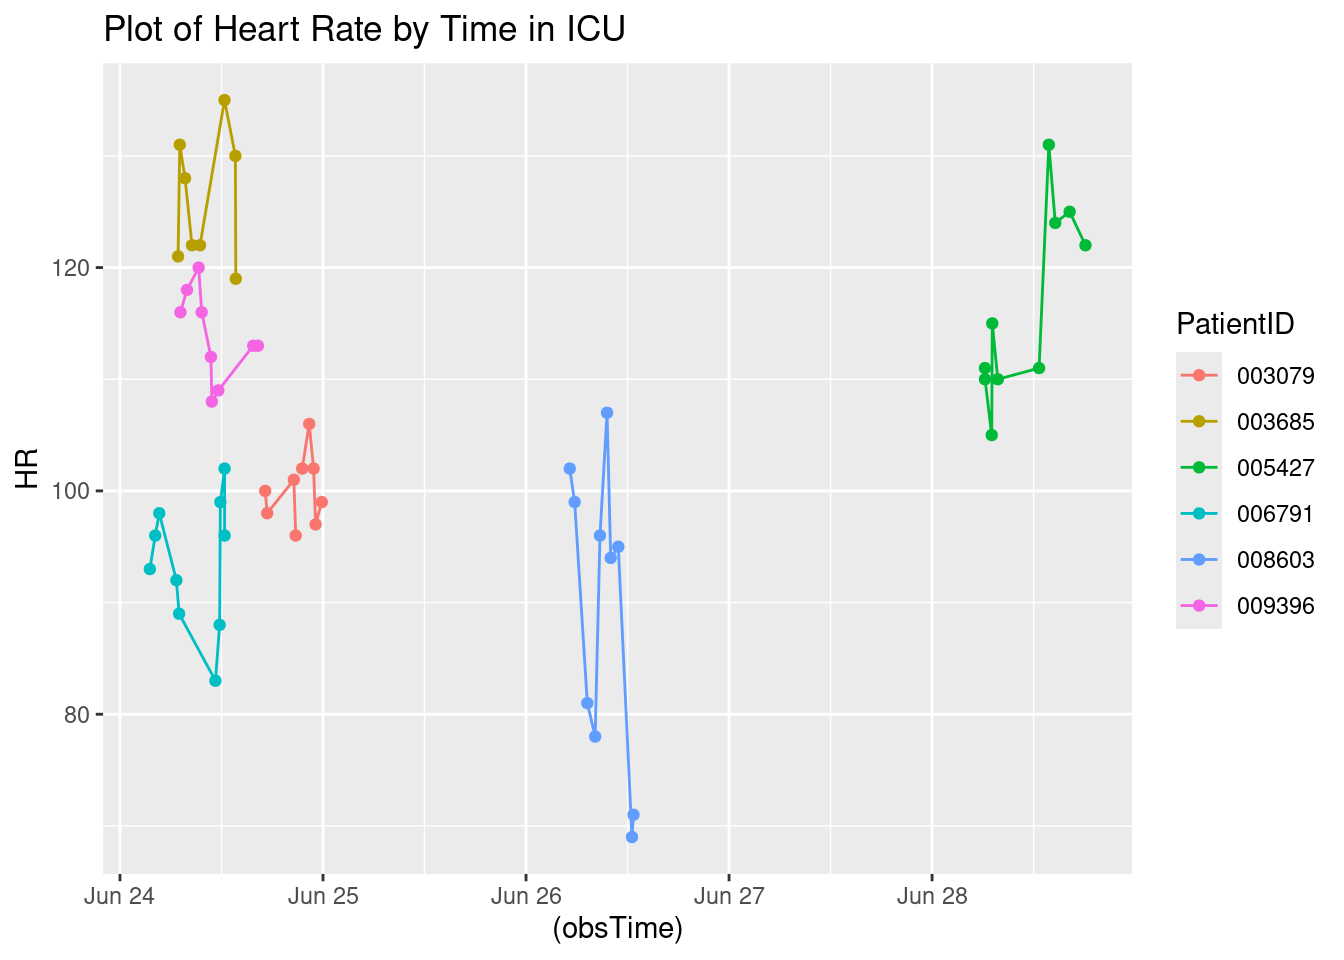 Plot of Heart Rate by Time in ICU
HR
120
100
80
Jun 24
Jun 25
Jun 26
Jun 27
Jun 28
(obsTime)
PatientID
003079
003685
005427
006791
008603
009396